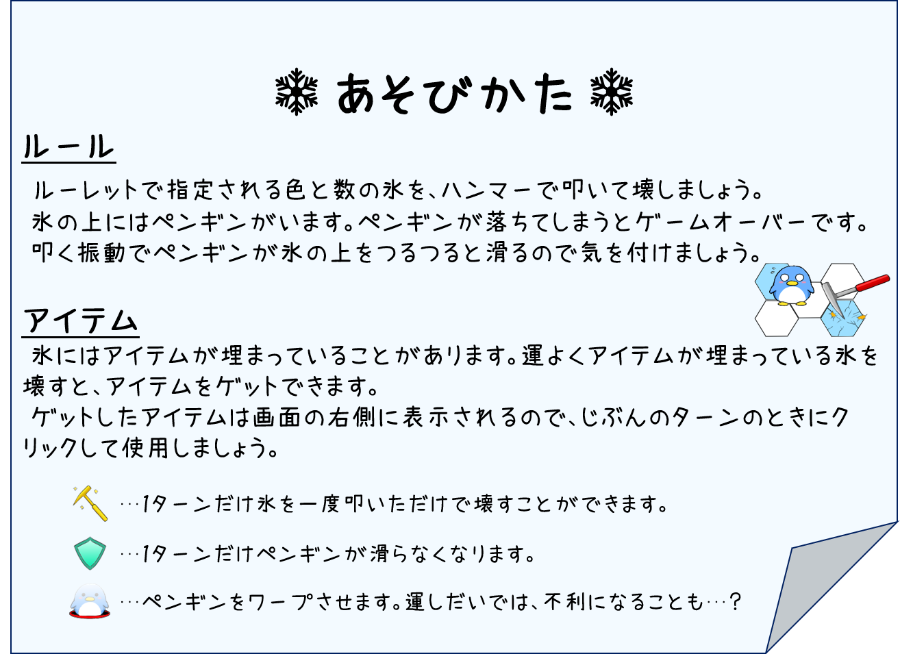 ❄ あそびかた ❄
ルール
ルーレットで指定される色と数の氷を、ハンマーで叩いて壊しましょう。
氷の上にはペンギンがいます。ペンギンが落ちてしまうとゲームオーバーです。
叩く振動でペンギンが氷の上をつるつると滑るので気を付けましょう。
アイテム
氷にはアイテムが埋まっていることがあります。運よくアイテムが埋まっている氷を
壊すと、アイテムをゲットできます。
ゲットしたアイテムは画面の右側に表示されるので、じぶんのターンのときにク
リックして使用しましょう。
…1ターンだけ氷を一度叩いただけで壊すことができます。
…1ターンだけペンギンが滑らなくなります。
…ペンギンをワープさせます。運しだいでは、不利になることも…?